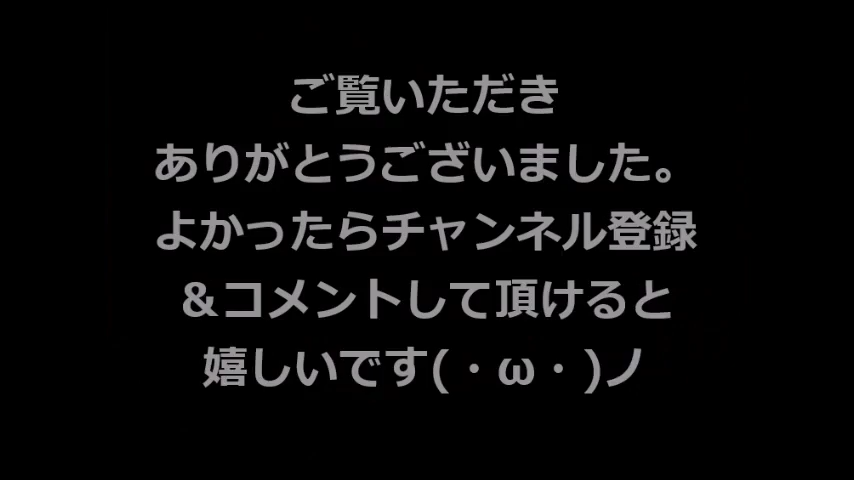 ご覧いただき
ありがとうございました。
よかったらチャンネル登録
&コメントして頂けると
嬉しいです(・ω・)ノ